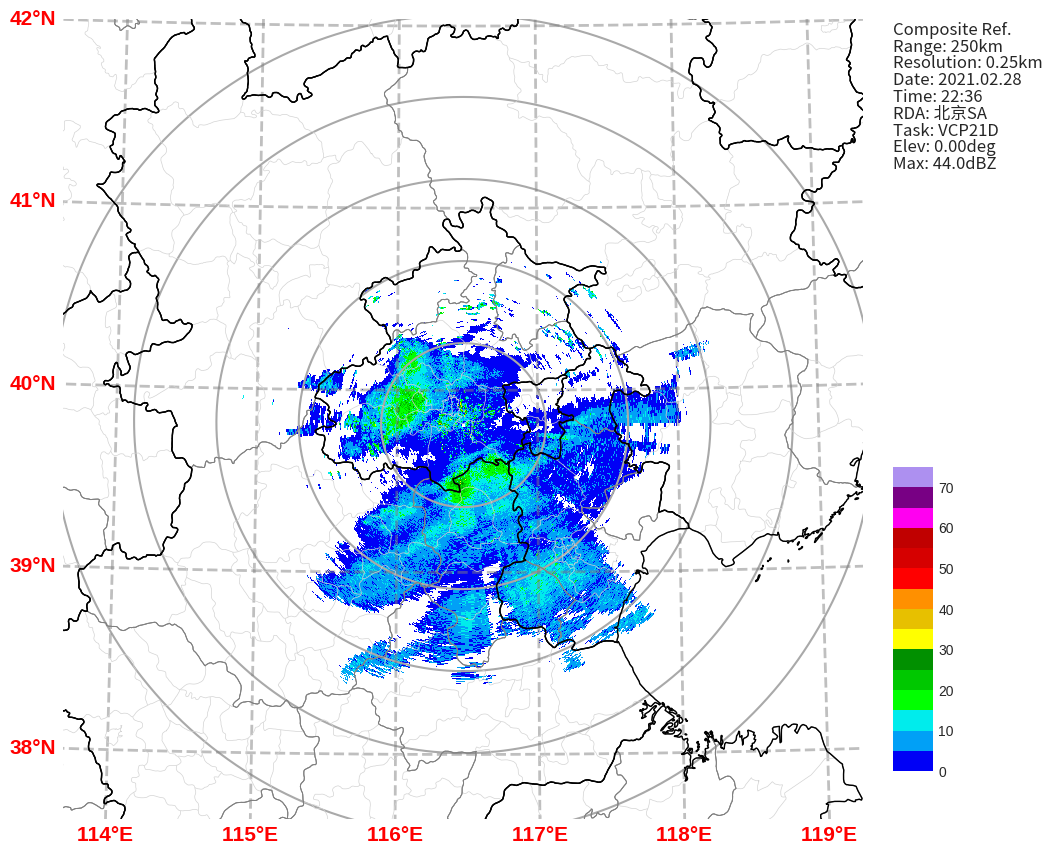 42°N
41°N
40°N
39°N
38°N
114°E
115°E
116°E
117°E
118°E
119°E
Composite Ref.
Range: 250km
Resolution: 0.25km
Date: 2021.02.28
Time: 22:36
RDA: 北京SA
Task: VCP21D
Elev: 0.00deg
Max: 44.0dBZ
70
60
50
40
30
20
10
0